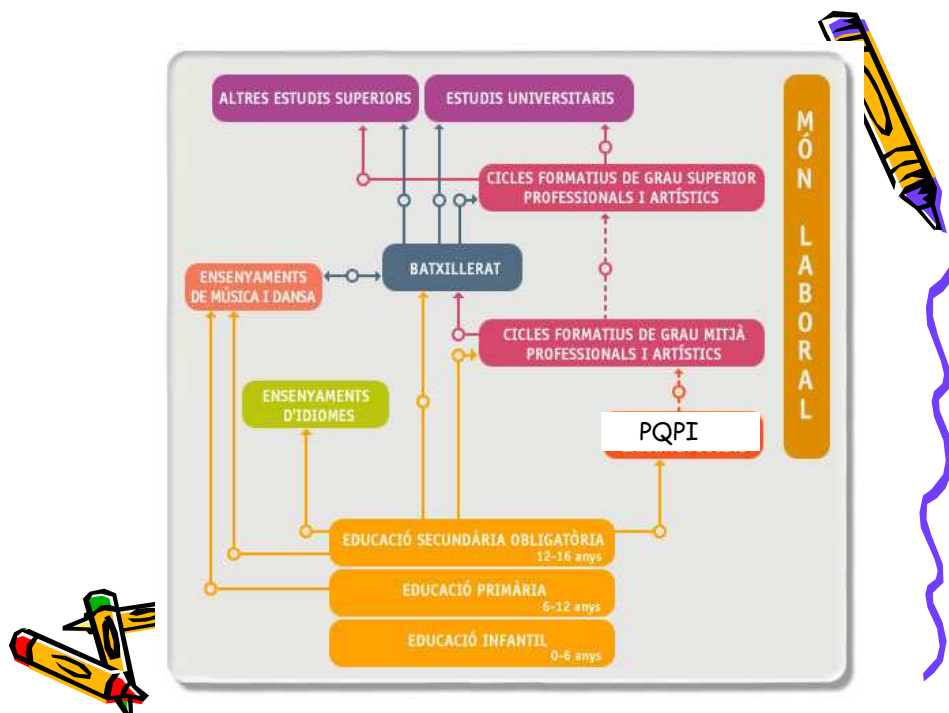 ALTRES ESTUDIS SUPERIORS
ESTUDIS UNIVERSITARIS
MÓN LABORAL
CICLES FORMATIUS DE GRAU SUPERIOR
PROFESSIONALS I ARTÍSTICS
BATXILLERAT
ENSENYAMENTS
DE MÚSICA I DANSA
CICLES FORMATIUS DE GRAU MITJÀ
PROFESSIONALS I ARTÍSTICS
ENSENYAMENTS
D'IDIOMES
PQPI
EDUCACIÓ SECUNDÁRIA OBLIGATÒRIA
12-16 anys
EDUCACIÓ PRIMÀRIA
6-12 anys
EDUCACIÓ INFANTIL
0-6 anys